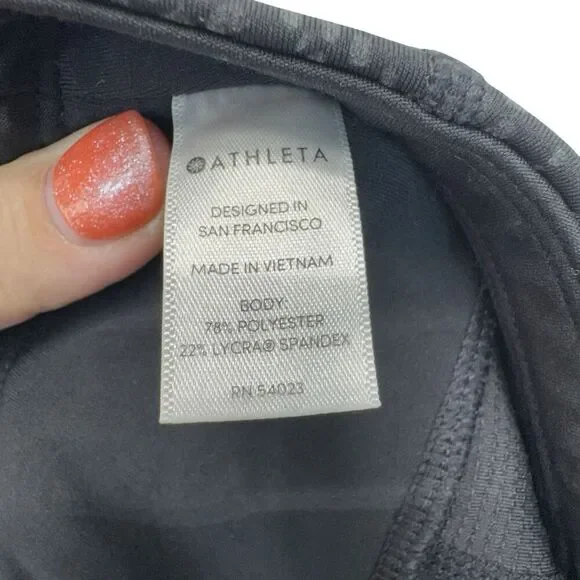 ATHLETA
DESIGNED IN
SAN FRANCISCO
MADE IN VIETNAM
BODY:
78% POLYESTER
22% LYCRA® SPANDEX
RN 54023